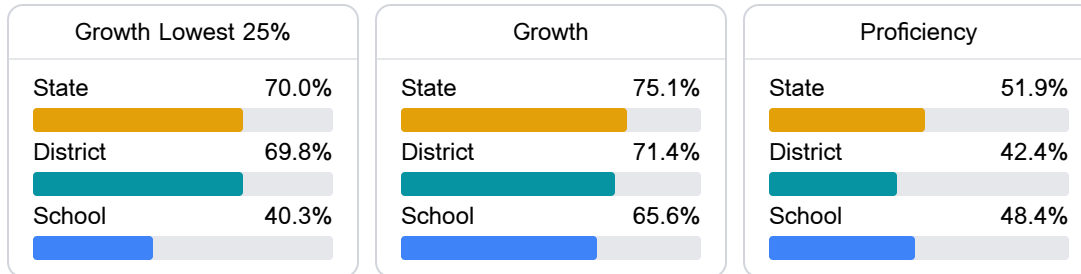 Growth Lowest 25%
State 70.0%
District 69.8%
School 40.3%
Growth
State 75.1%
District 71.4%
School 65.6%
Proficiency
State 51.9%
District 42.4%
School 48.4%